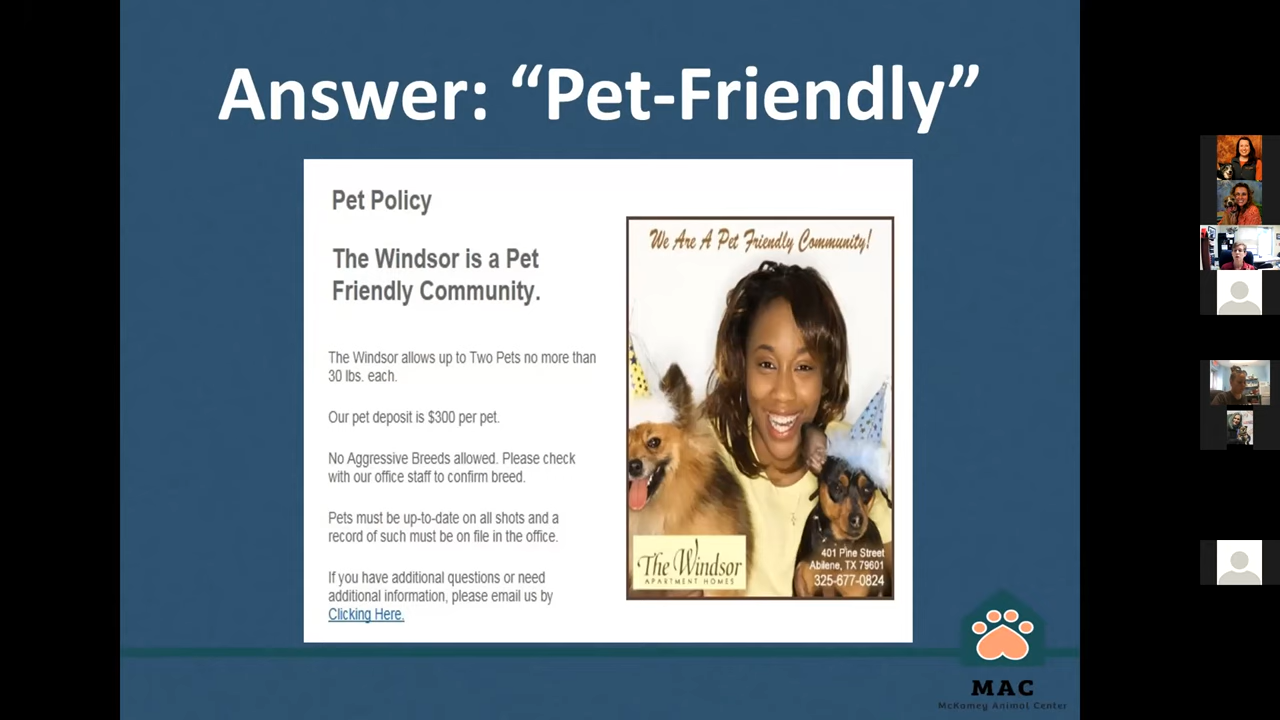 Answer: “Pet-Friendly”
Pet Policy
The Windsor is a Pet
Friendly Community.
The Windsor allows up to Two Pets no more than
30 lbs. each.
Our pet deposit is $300 per pet.
No Aggressive Breeds allowed. Please check
with our office staff to confirm breed.
Pets must be up-to-date on all shots and a
record of such must be on file in the office.
If you have additional questions or need
additional information, please email us by
Clicking Here.
We Are A Pet Friendly Community!
The Windsor
APARTMENT HOMES
401 Pine Street
Abilene, TX 79601
325-677-0824
MAC
McKamey Animal Center